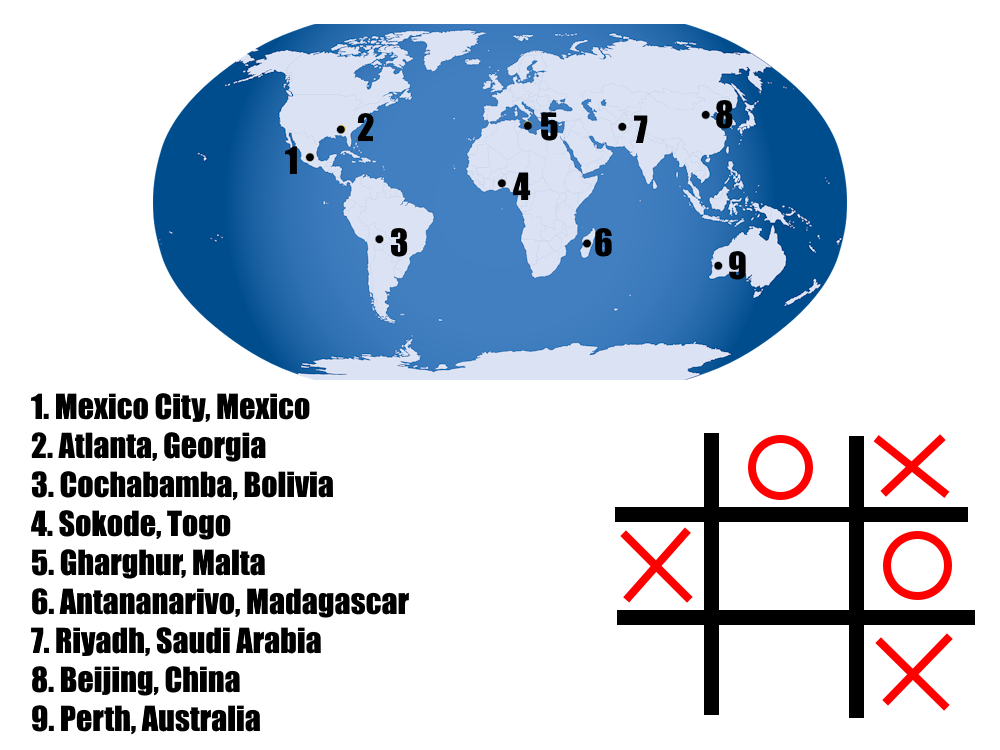 1
2
3
4
5
6
7
8
9
1. Mexico City, Mexico
2. Atlanta, Georgia
3. Cochabamba, Bolivia
4. Sokode, Togo
5. Gharghur, Malta
6. Antananarivo, Madagascar
7. Riyadh, Saudi Arabia
8. Beijing, China
9. Perth, Australia
O X
X O
X